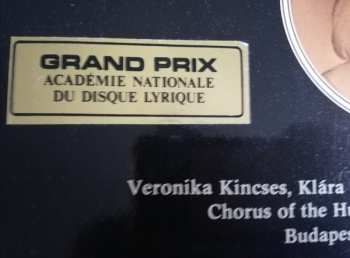 GRAND PRIX
ACADÉMIE NATIONALE
DU DISQUE LYRIQUE
Veronika Kincses, Klára
Chorus of the Hu
Budapes